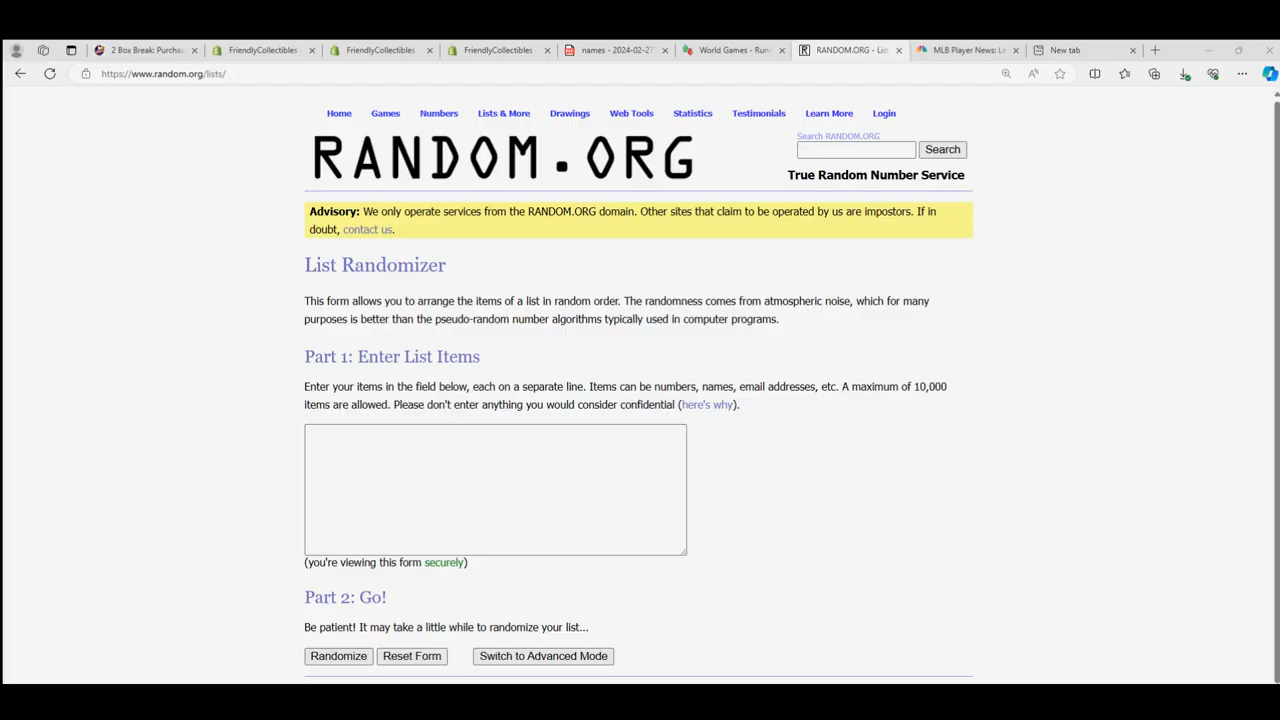 2 Box Break: Purchas
FriendlyCollectibles
FriendlyCollectibles
FriendlyCollectibles
names - 2024-02-27
World Games - Run
RANDOM.ORG - Lis
MLB Player News: L
New tab
https://www.random.org/lists/
Home Games Numbers Lists & More Drawings Web Tools Statistics Testimonials Learn More Login
RANDOM.ORG
Search RANDOM.ORG
Search
True Random Number Service
Advisory: We only operate services from the RANDOM.ORG domain. Other sites that claim to be operated by us are impostors. If in
doubt, contact us.
List Randomizer
This form allows you to arrange the items of a list in random order. The randomness comes from atmospheric noise, which for many
purposes is better than the pseudo-random number algorithms typically used in computer programs.
Part 1: Enter List Items
Enter your items in the field below, each on a separate line. Items can be numbers, names, email addresses, etc. A maximum of 10,000
items are allowed. Please don't enter anything you would consider confidential (here's why).
(you're viewing this form securely)
Part 2: Go!
Be patient! It may take a little while to randomize your list...
Randomize Reset Form Switch to Advanced Mode